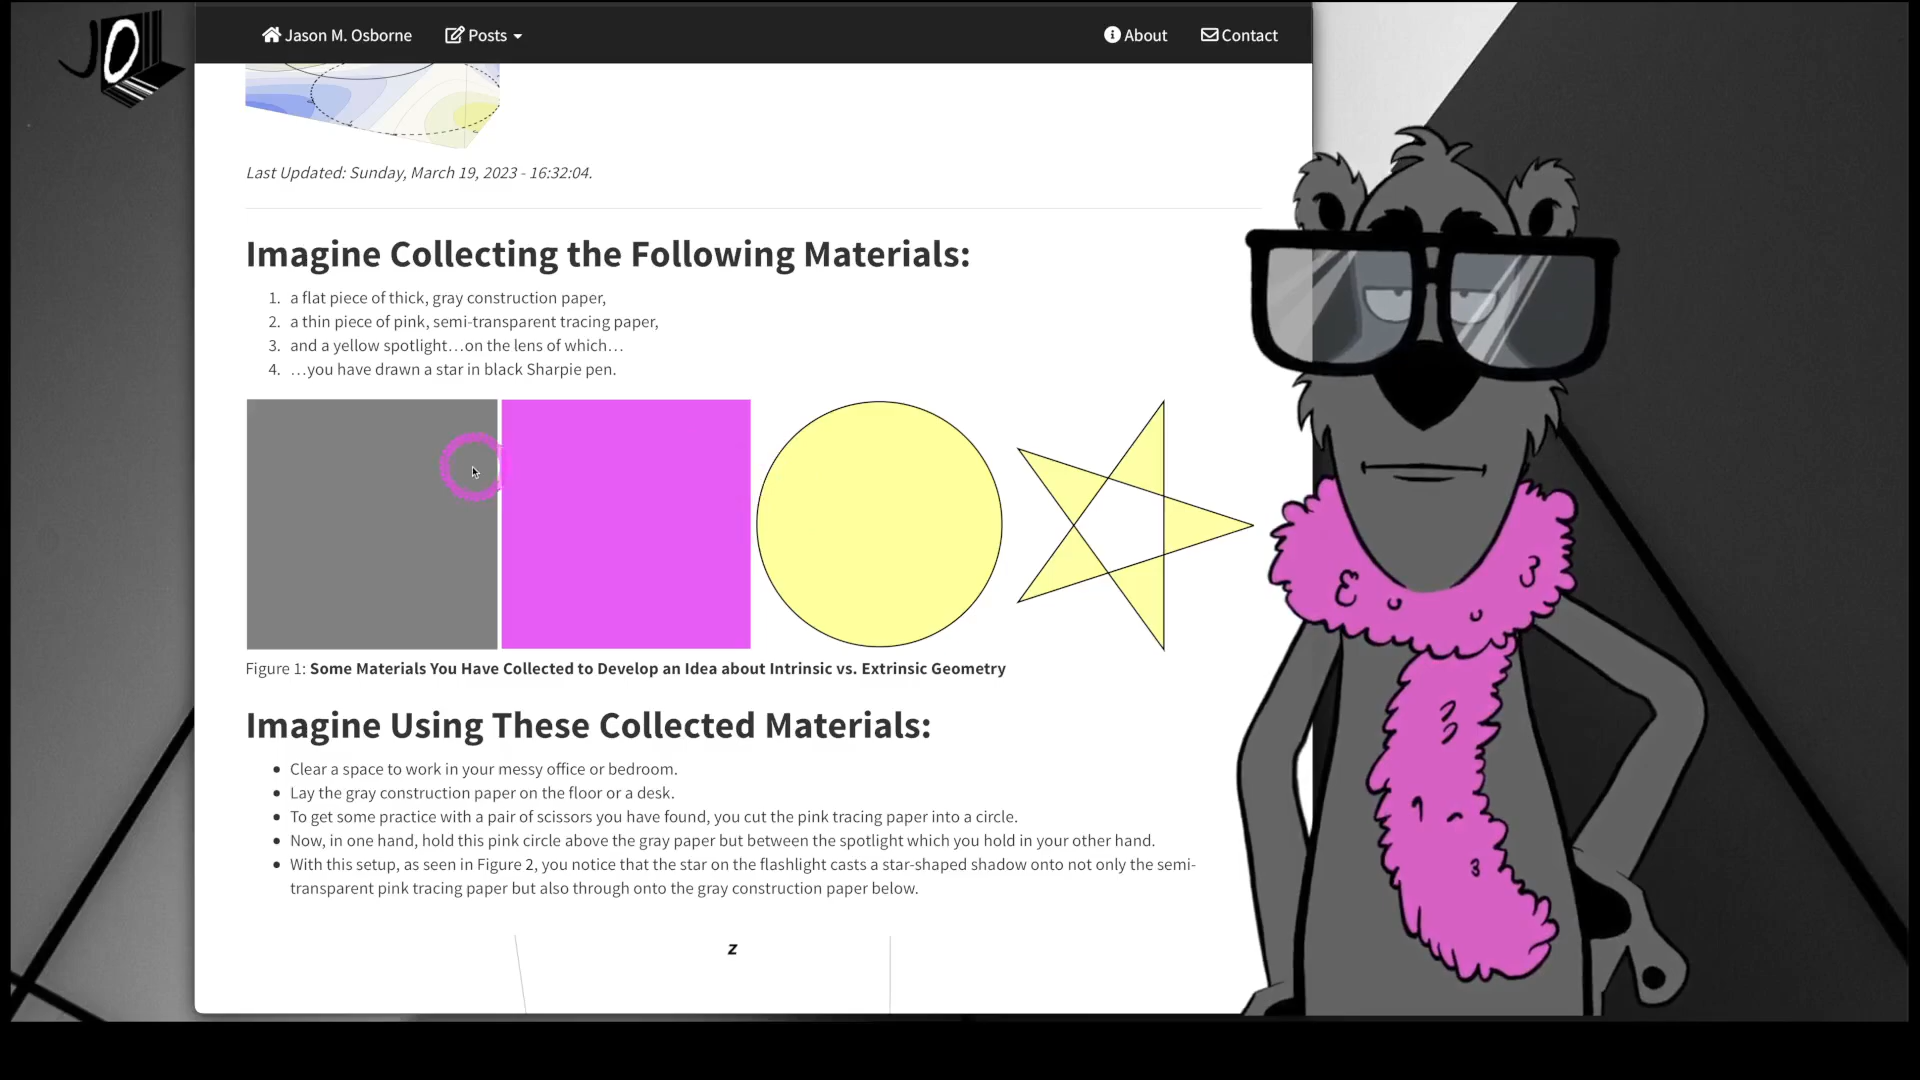 JO
Jason M. Osborne Posts About Contact
Last Updated: Sunday, March 19, 2023 - 16:32:04.
Imagine Collecting the Following Materials:
1. a flat piece of thick, gray construction paper,
2. a thin piece of pink, semi-transparent tracing paper,
3. and a yellow spotlight…on the lens of which…
4. …you have drawn a star in black Sharpie pen.
Figure 1: Some Materials You Have Collected to Develop an Idea about Intrinsic vs. Extrinsic Geometry
Imagine Using These Collected Materials:
• Clear a space to work in your messy office or bedroom.
• Lay the gray construction paper on the floor or a desk.
• To get some practice with a pair of scissors you have found, you cut the pink tracing paper into a circle.
• Now, in one hand, hold this pink circle above the gray paper but between the spotlight which you hold in your other hand.
• With this setup, as seen in Figure 2, you notice that the star on the flashlight casts a star-shaped shadow onto not only the semi-
transparent pink tracing paper but also through onto the gray construction paper below.
z